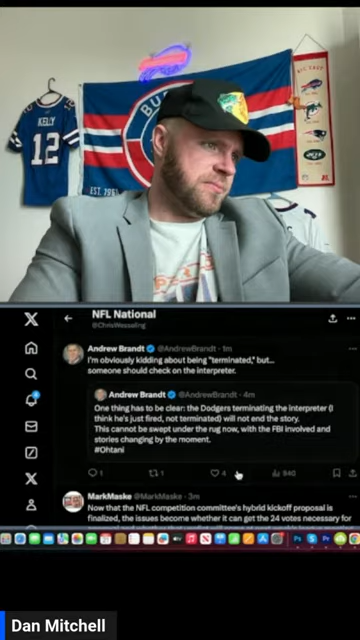 KELLY
12
BU
EST. 1960
NFL National
@ChrisWesseling
Andrew Brandt @AndrewBrandt · 1m
I'm obviously kidding about being "terminated," but...
someone should check on the interpreter.
Andrew Brandt @AndrewBrandt · 4m
One thing has to be clear: the Dodgers terminating the interpreter (I
think he's just fired, not terminated) will not end the story.
This cannot be swept under the rug now, with the FBI involved and
stories changing by the moment.
#Ohtani
1
1
4
940
MarkMaske @MarkMaske · 3m
Now that the NFL competition committee's hybrid kickoff proposal is
finalized, the issues become whether it can get the 24 votes necessary for
Dan Mitchell